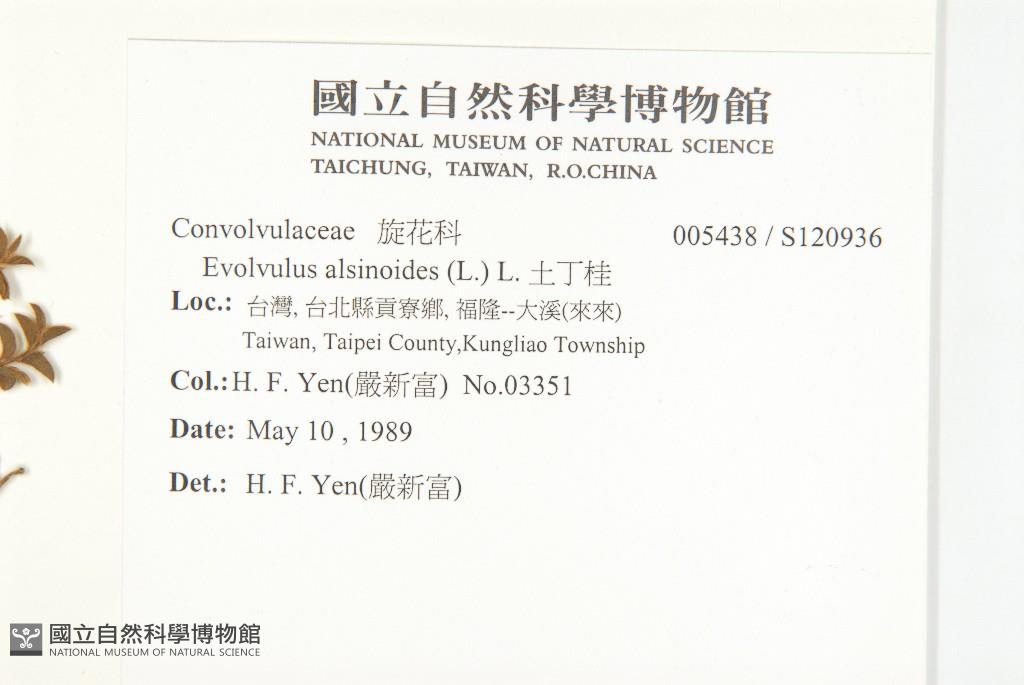 國立自然科學博物館
NATIONAL MUSEUM OF NATURAL SCIENCE
TAICHUNG, TAIWAN, R.O.CHINA
Convolvulaceae 旋花科 005438 / S120936
Evolvulus alsinoides (L.) L. 土丁桂
Loc.: 台灣, 台北縣貢寮鄉, 福隆--大溪(來來)
Taiwan, Taipei County,Kungliao Township
Col.: H. F. Yen(嚴新富) No.03351
Date: May 10 , 1989
Det.: H. F. Yen(嚴新富)
國立自然科學博物館
NATIONAL MUSEUM OF NATURAL SCIENCE